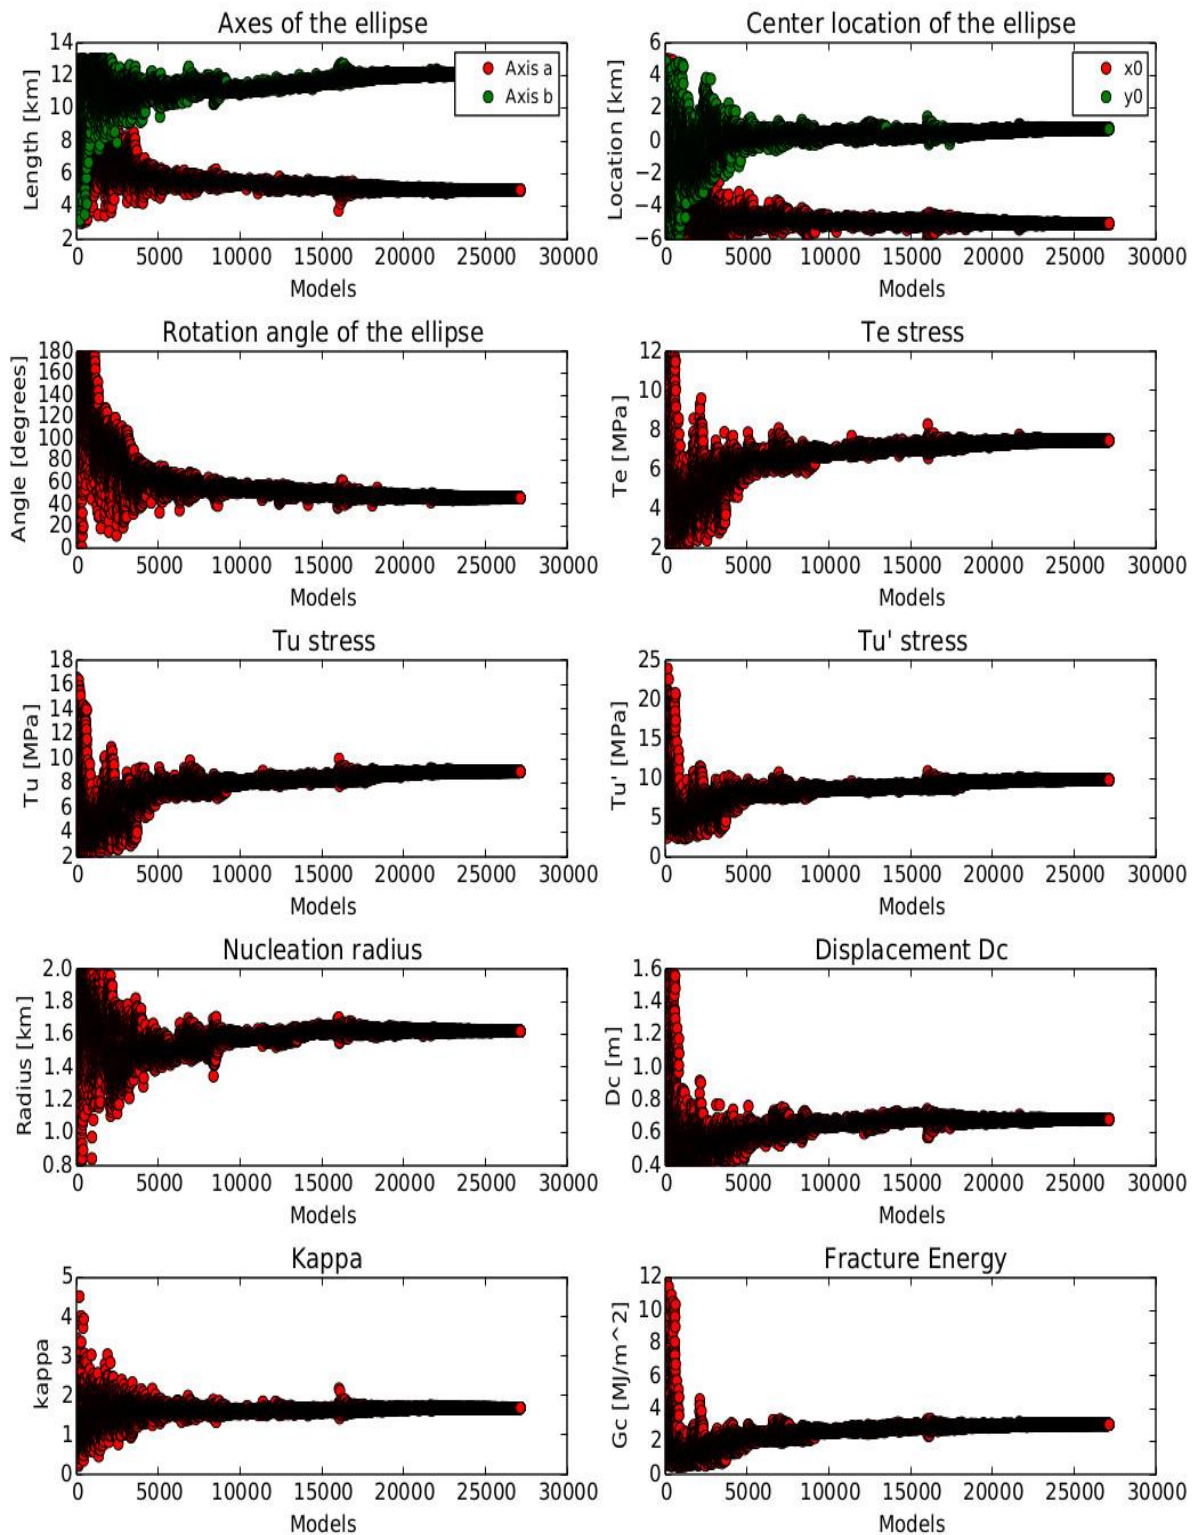 Axes of the ellipse
14
12
10
8
6
4
2
Length [km]
Axis a
Axis b
0 5000 10000 15000 20000 25000 30000
Models
Center location of the ellipse
6
4
2
0
−2
−4
−6
Location [km]
x0
y0
0 5000 10000 15000 20000 25000 30000
Models
Rotation angle of the ellipse
180
160
140
120
100
80
60
40
20
0
Angle [degrees]
0 5000 10000 15000 20000 25000 30000
Models
Te stress
12
10
8
6
4
2
Te [MPa]
0 5000 10000 15000 20000 25000 30000
Models
Tu stress
18
16
14
12
10
8
6
4
2
Tu [MPa]
0 5000 10000 15000 20000 25000 30000
Models
Tu' stress
25
20
15
10
5
0
Tu' [MPa]
0 5000 10000 15000 20000 25000 30000
Models
Nucleation radius
2.0
1.8
1.6
1.4
1.2
1.0
0.8
Radius [km]
0 5000 10000 15000 20000 25000 30000
Models
Displacement Dc
1.6
1.4
1.2
1.0
0.8
0.6
0.4
Dc [m]
0 5000 10000 15000 20000 25000 30000
Models
Kappa
5
4
3
2
1
0
kappa
0 5000 10000 15000 20000 25000 30000
Models
Fracture Energy
12
10
8
6
4
2
0
Gc [MJ/m^2]
0 5000 10000 15000 20000 25000 30000
Models